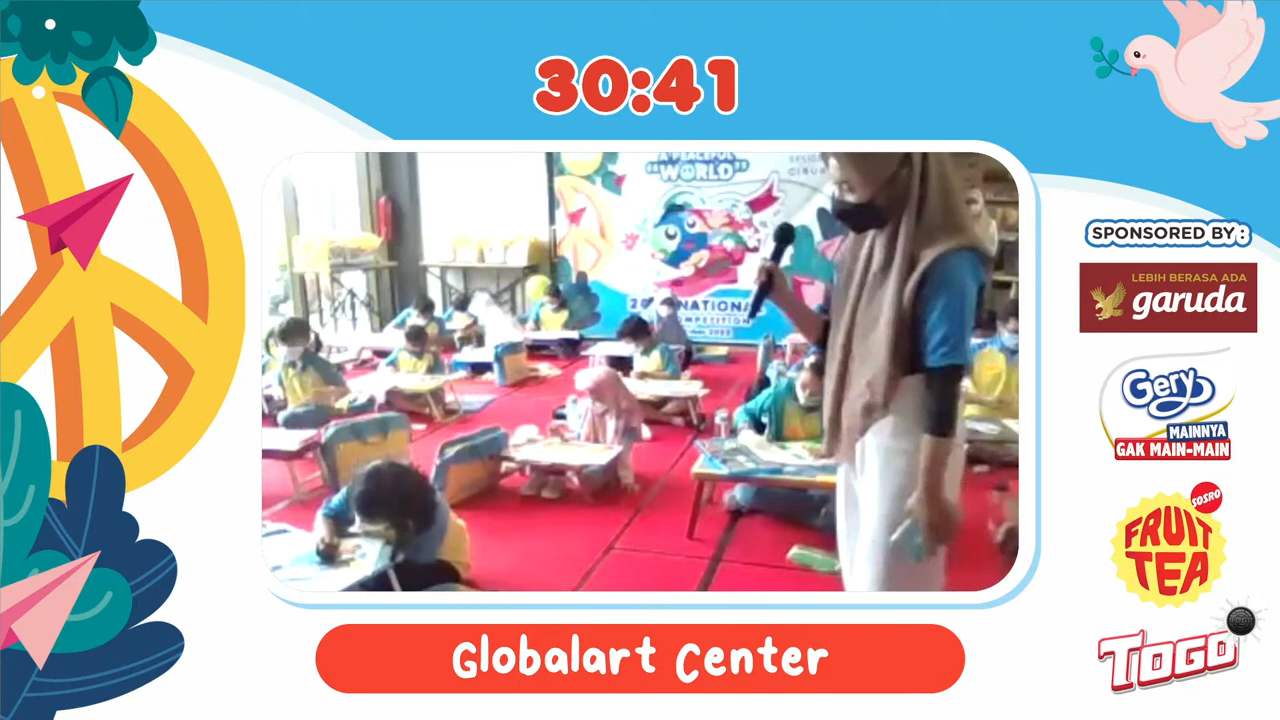 30:41
A PEACEFUL
"WORLD"
NATIONAL
SPONSORED BY :
LEBIH BERASA ADA
garuda
Gery
MAINNYA
GAK MAIN-MAIN
SOSRO
FRUIT
TEA
TOGO
Globalart Center